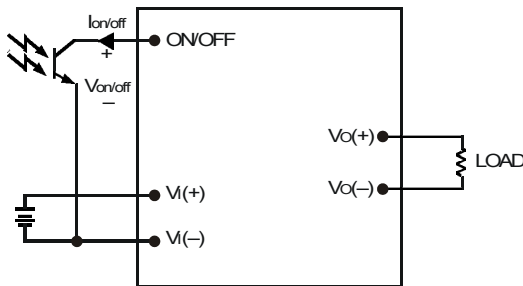 Ion/off
ON/OFF
+
Von/off
–
VO(+)
LOAD
VO(–)
VI(+)
VI(–)